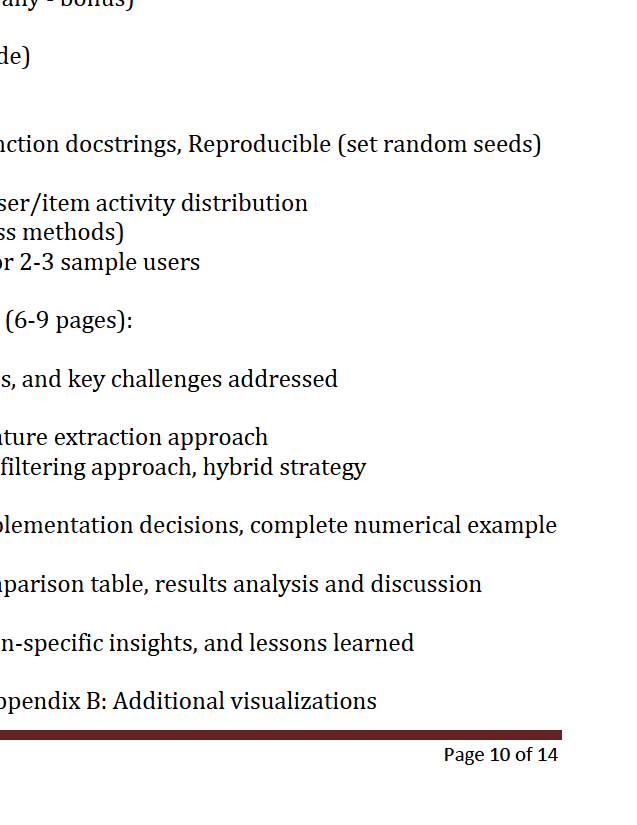 any - bonus)
de)
nction docstrings, Reproducible (set random seeds)
ser/item activity distribution
ss methods)
or 2-3 sample users
(6-9 pages):
s, and key challenges addressed
ture extraction approach
filtering approach, hybrid strategy
plementation decisions, complete numerical example
parison table, results analysis and discussion
n-specific insights, and lessons learned
ppendix B: Additional visualizations
Page 10 of 14